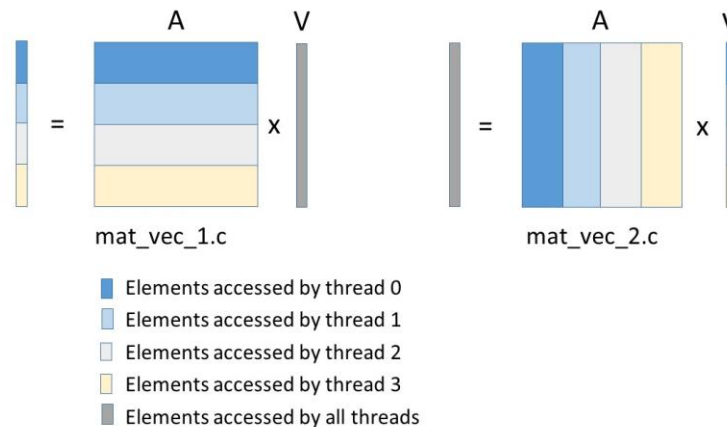 A V A
= x = x
mat_vec_1.c mat_vec_2.c
Elements accessed by thread 0
Elements accessed by thread 1
Elements accessed by thread 2
Elements accessed by thread 3
Elements accessed by all threads